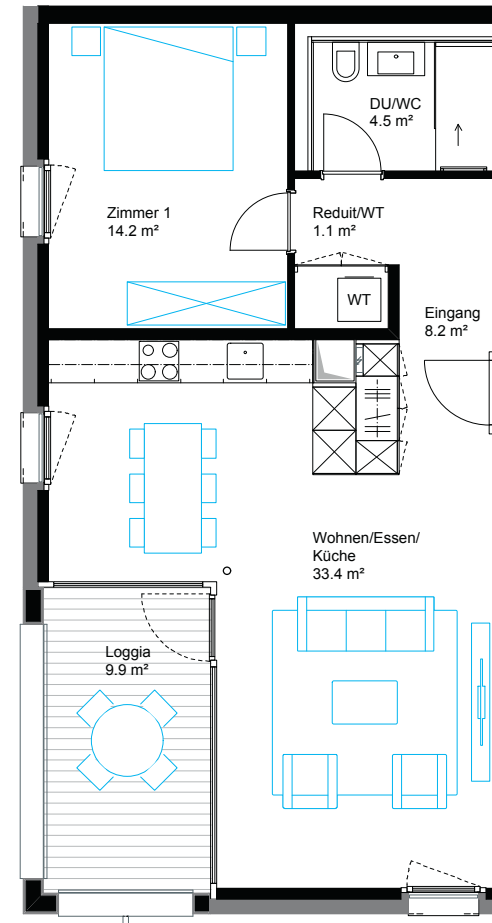 DU/WC
4.5 m²
Zimmer 1
14.2 m²
Reduit/WT
1.1 m²
WT
Eingang
8.2 m²
Wohnen/Essen/
Küche
33.4 m²
Loggia
9.9 m²